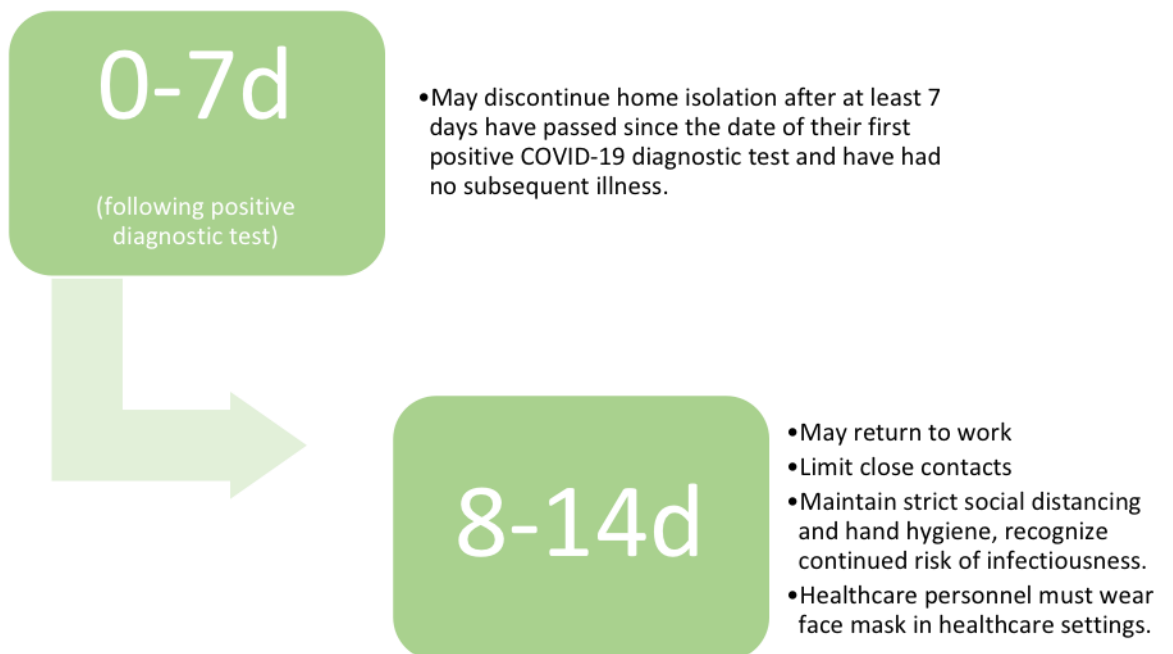 0-7d
(following positive
diagnostic test)
•May discontinue home isolation after at least 7
days have passed since the date of their first
positive COVID-19 diagnostic test and have had
no subsequent illness.
8-14d
•May return to work
•Limit close contacts
•Maintain strict social distancing
and hand hygiene, recognize
continued risk of infectiousness.
•Healthcare personnel must wear
face mask in healthcare settings.